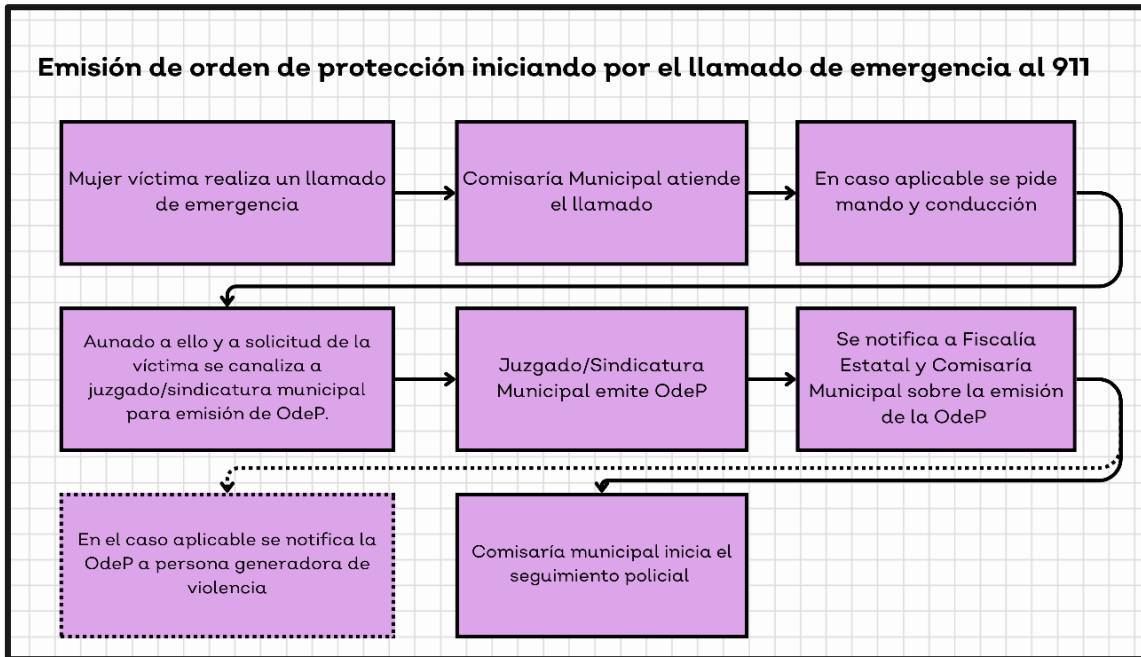 Emisión de orden de protección iniciando por el llamado de emergencia al 911
Mujer víctima realiza un llamado
de emergencia
Comisaría Municipal atiende
el llamado
En caso aplicable se pide
mando y conducción
Aunado a ello y a solicitud de la
víctima se canaliza a
juzgado/sindicatura municipal
para emisión de OdeP.
Juzgado/Sindicatura
Municipal emite OdeP
Se notifica a Fiscalía
Estatal y Comisaría
Municipal sobre la emisión
de la OdeP
En el caso aplicable se notifica la
OdeP a persona generadora de
violencia
Comisaría municipal inicia el
seguimiento policial